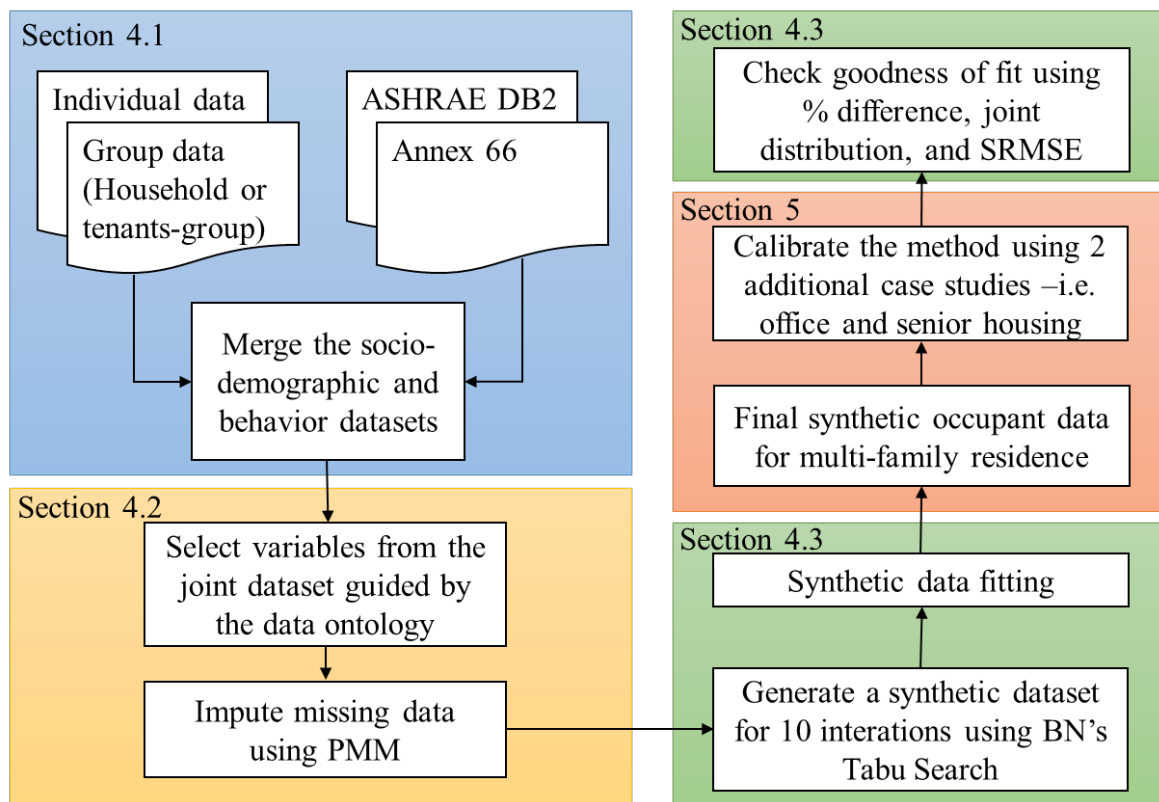 Section 4.1
Individual data
Group data
(Household or
tenants-group)
ASHRAE DB2
Annex 66
Merge the socio-
demographic and
behavior datasets
Section 4.2
Select variables from the
joint dataset guided by
the data ontology
Impute missing data
using PMM
Section 4.3
Generate a synthetic dataset
for 10 interations using BN’s
Tabu Search
Synthetic data fitting
Section 5
Final synthetic occupant data
for multi-family residence
Calibrate the method using 2
additional case studies –i.e.
office and senior housing
Section 4.3
Check goodness of fit using
% difference, joint
distribution, and SRMSE